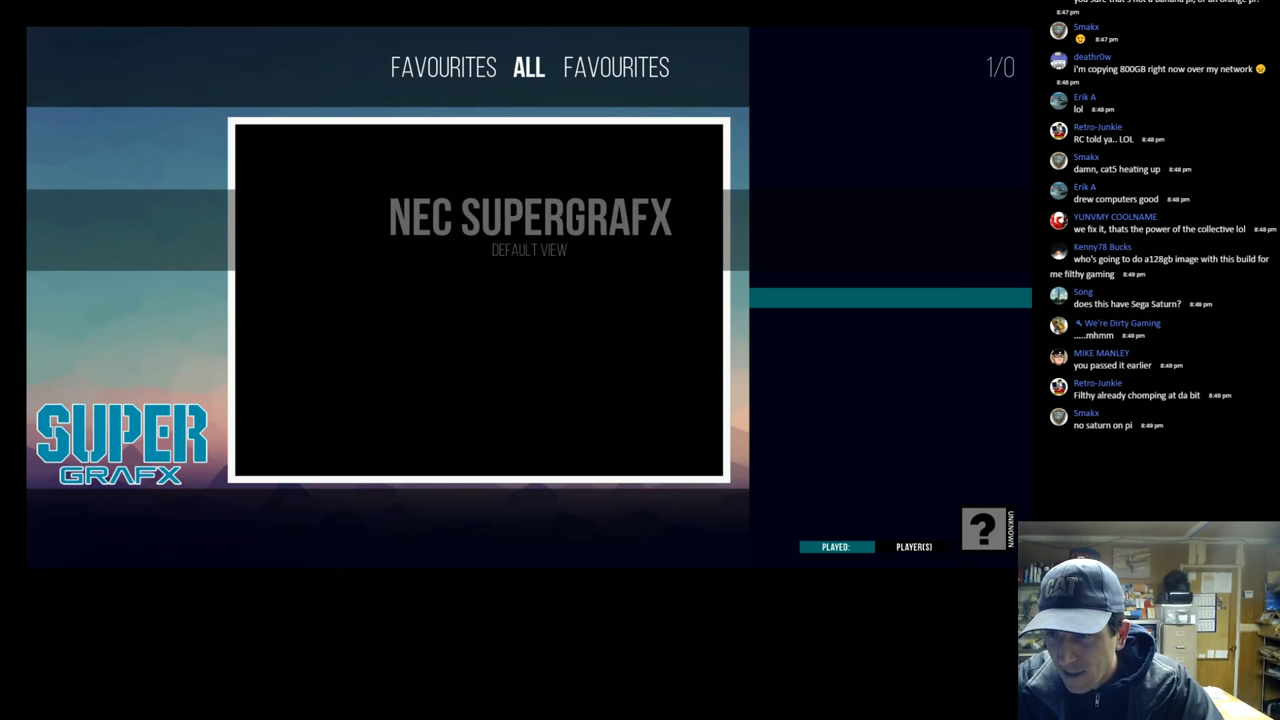 FAVOURITES ALL FAVOURITES
1/0
NEC SUPERGRAFX
DEFAULT VIEW
SUPER
GRAFX
PLAYED:
PLAYER(S)
?
UNKNOWN
8:47 pm
Smakx
8:47 pm
deathr0w
i'm copying 800GB right now over my network
8:48 pm
Erik A
lol 8:48 pm
Retro-Junkie
RC told ya.. LOL 8:48 pm
Smakx
damn, cat5 heating up 8:48 pm
Erik A
drew computers good 8:48 pm
YUNVMY COOLNAME
we fix it, thats the power of the collective lol 8:48 pm
Kenny78 Bucks
who's going to do a128gb image with this build for
me filthy gaming 8:49 pm
Song
does this have Sega Saturn? 8:49 pm
We're Dirty Gaming
.....mhmm 8:49 pm
MIKE MANLEY
you passed it earlier 8:49 pm
Retro-Junkie
Filthy already chomping at da bit 8:49 pm
Smakx
no saturn on pi 8:49 pm
CAT